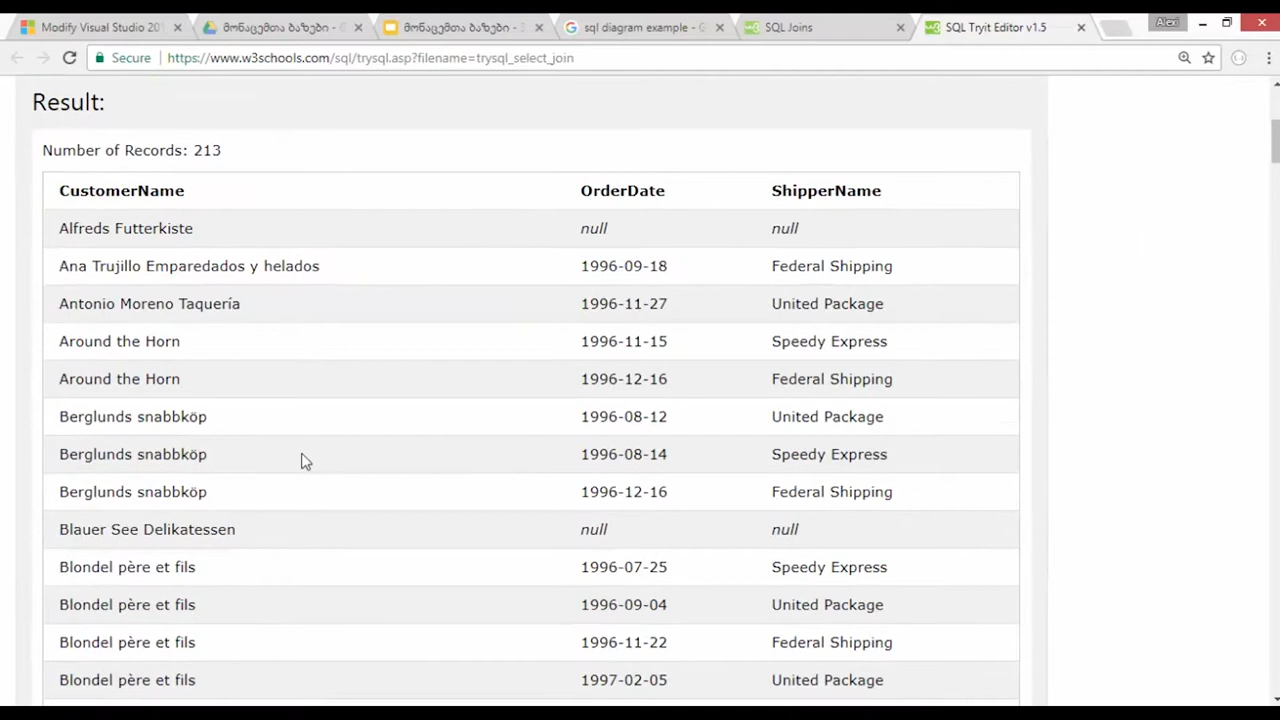 Modify Visual Studio 201
მონაცემთა ბაზები - G
მონაცემთა ბაზები - 3
sql diagram example - G
SQL Joins
SQL Tryit Editor v1.5
Alexi
Secure https://www.w3schools.com/sql/trysql.asp?filename=trysql_select_join
Result:
Number of Records: 213
CustomerName OrderDate ShipperName
Alfreds Futterkiste null null
Ana Trujillo Emparedados y helados 1996-09-18 Federal Shipping
Antonio Moreno Taquería 1996-11-27 United Package
Around the Horn 1996-11-15 Speedy Express
Around the Horn 1996-12-16 Federal Shipping
Berglunds snabbköp 1996-08-12 United Package
Berglunds snabbköp 1996-08-14 Speedy Express
Berglunds snabbköp 1996-12-16 Federal Shipping
Blauer See Delikatessen null null
Blondel père et fils 1996-07-25 Speedy Express
Blondel père et fils 1996-09-04 United Package
Blondel père et fils 1996-11-22 Federal Shipping
Blondel père et fils 1997-02-05 United Package